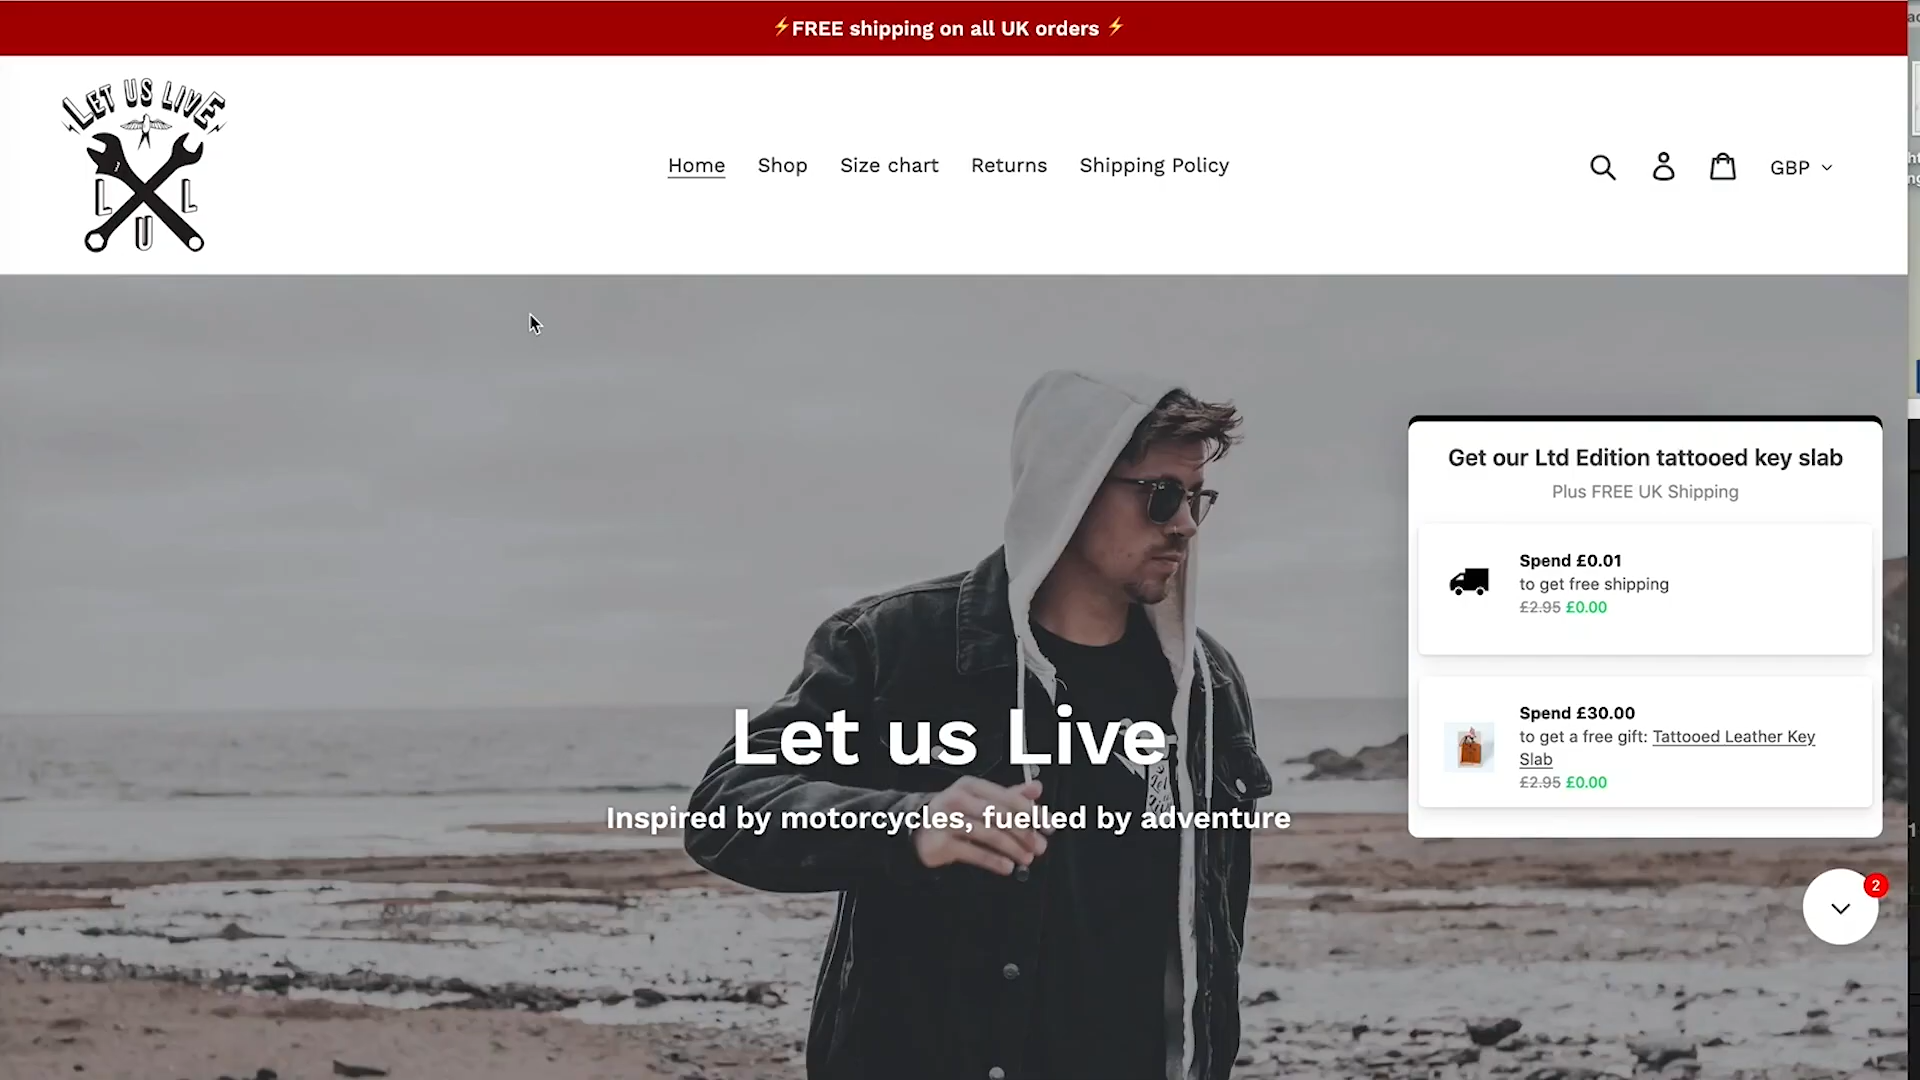 ⚡FREE shipping on all UK orders ⚡
LET US LIVE
L L
U
Home Shop Size chart Returns Shipping Policy
GBP
Get our Ltd Edition tattooed key slab
Plus FREE UK Shipping
Spend £0.01
to get free shipping
£2.95 £0.00
Spend £30.00
to get a free gift: Tattooed Leather Key
Slab
£2.95 £0.00
Let us Live
Inspired by motorcycles, fuelled by adventure
2